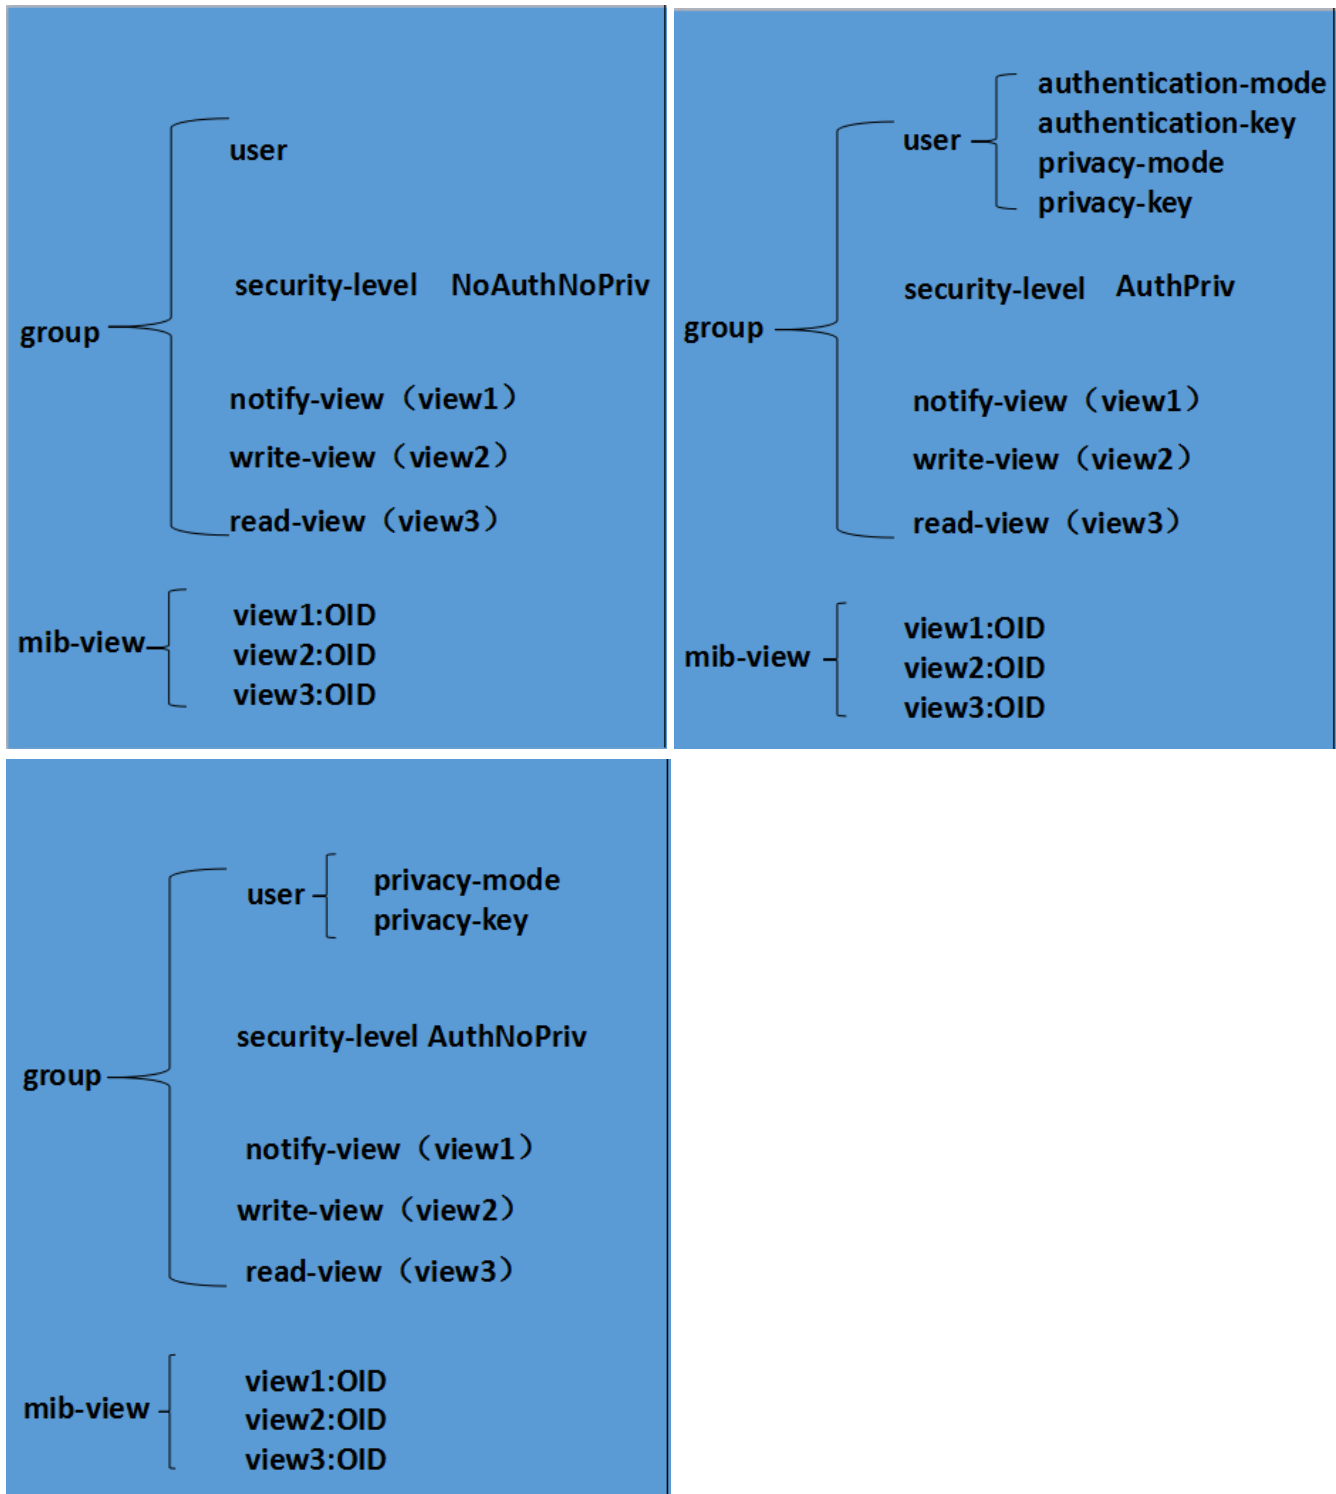 user
security-level NoAuthNoPriv
group
notify-view（view1）
write-view（view2）
read-view（view3）
mib-view
view1:OID
view2:OID
view3:OID
authentication-mode
authentication-key
user
privacy-mode
privacy-key
security-level AuthPriv
group
notify-view（view1）
write-view（view2）
read-view（view3）
mib-view
view1:OID
view2:OID
view3:OID
user
privacy-mode
privacy-key
security-level AuthNoPriv
group
notify-view（view1）
write-view（view2）
read-view（view3）
mib-view
view1:OID
view2:OID
view3:OID